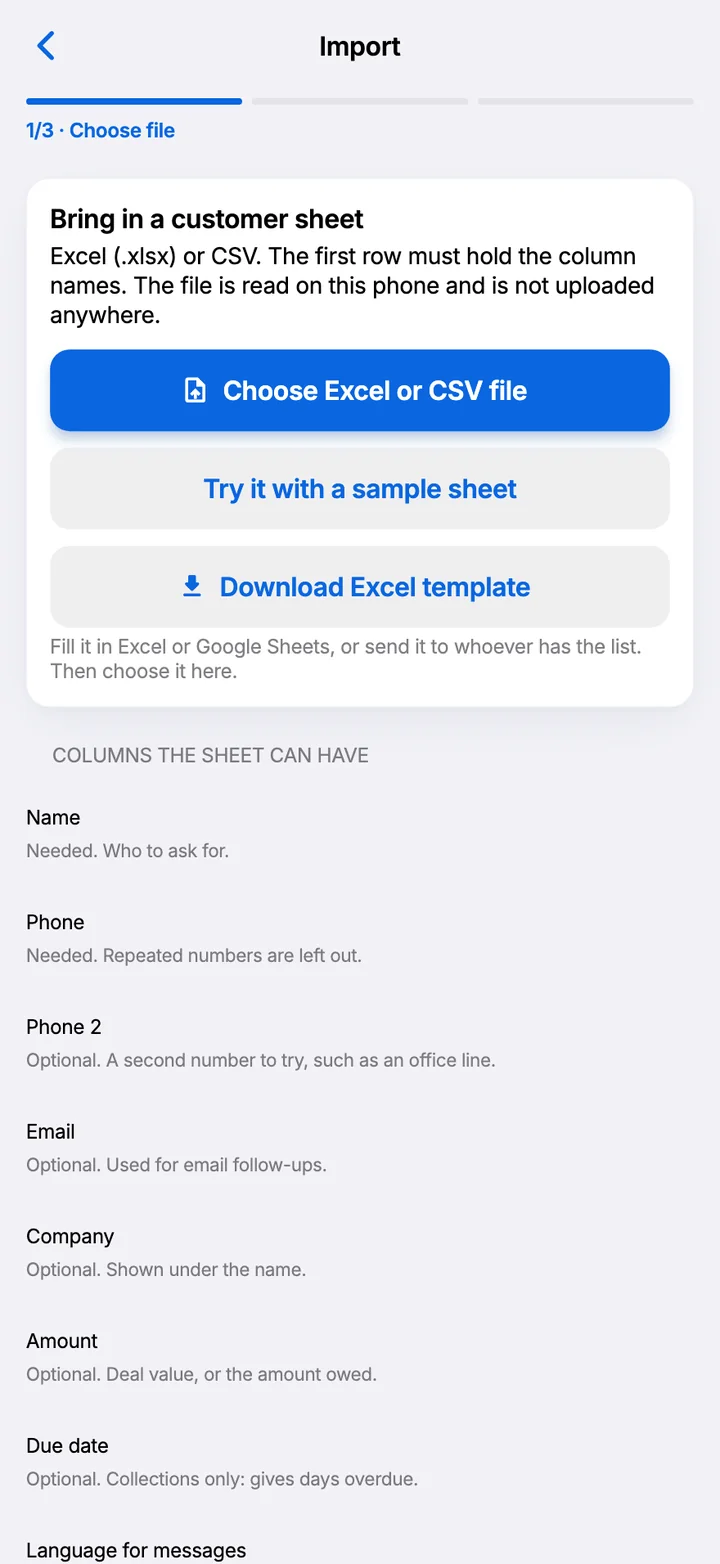 Import
1/3 · Choose file
Bring in a customer sheet
Excel (.xlsx) or CSV. The first row must hold the column
names. The file is read on this phone and is not uploaded
anywhere.
Choose Excel or CSV file
Try it with a sample sheet
Download Excel template
Fill it in Excel or Google Sheets, or send it to whoever has the list.
Then choose it here.
COLUMNS THE SHEET CAN HAVE
Name
Needed. Who to ask for.
Phone
Needed. Repeated numbers are left out.
Phone 2
Optional. A second number to try, such as an office line.
Email
Optional. Used for email follow-ups.
Company
Optional. Shown under the name.
Amount
Optional. Deal value, or the amount owed.
Due date
Optional. Collections only: gives days overdue.
Language for messages